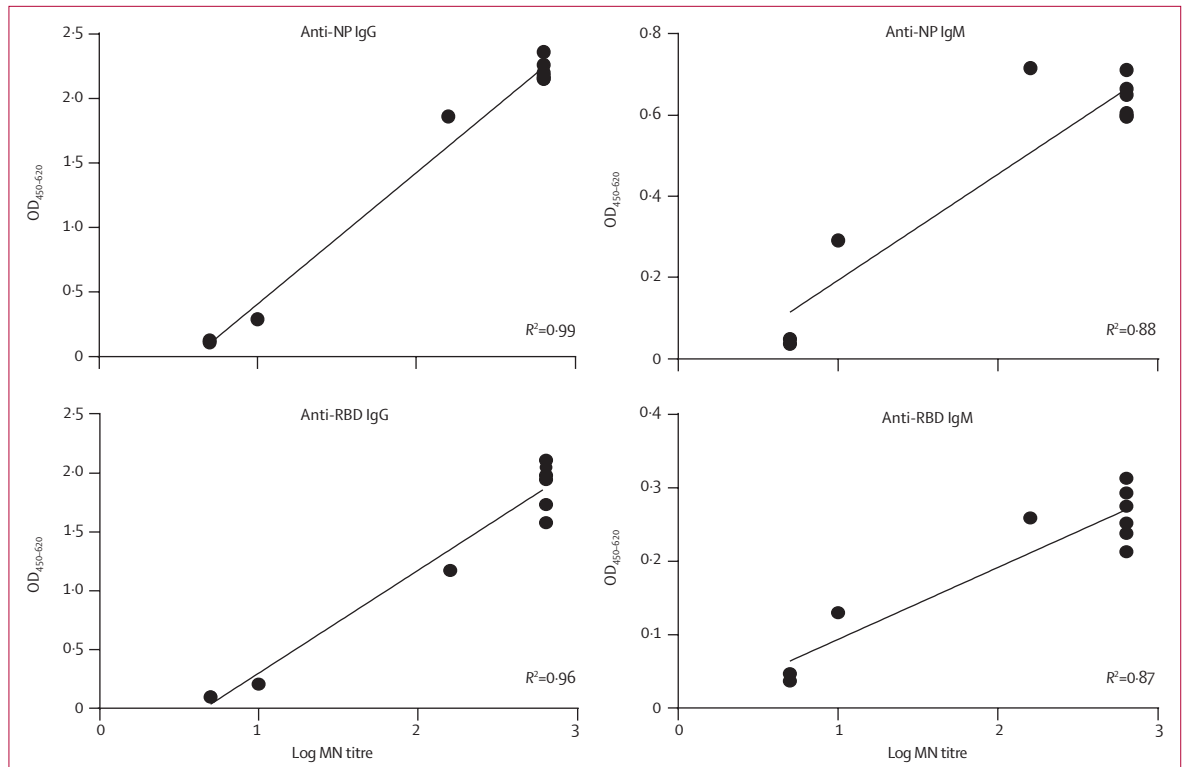 Anti-NP IgG
2·5
2·0
1·5
1·0
0·5
0
OD450–620
R²=0·99
Anti-NP IgM
0·8
0·6
0·4
0·2
0
OD450–620
R²=0·88
0 1 2 3
Anti-RBD IgG
2·5
2·0
1·5
1·0
0·5
0
OD450–620
R²=0·96
0 1 2 3
Log MN titre
Anti-RBD IgM
0·4
0·3
0·2
0·1
0
OD450–620
R²=0·87
0 1 2 3
Log MN titre